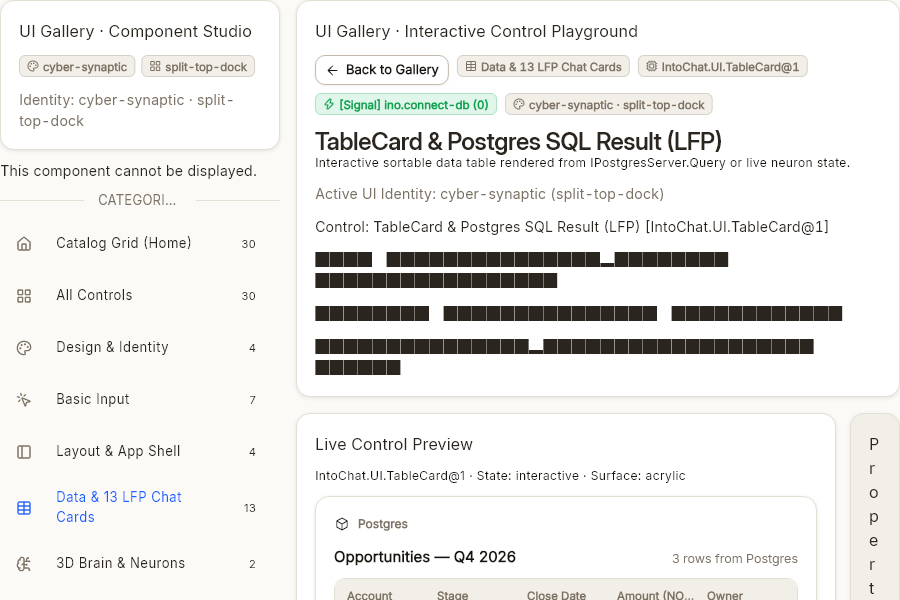 UI Gallery · Component Studio
cyber-synaptic
split-top-dock
Identity: cyber-synaptic · split-
top-dock
This component cannot be displayed.
CATEGORI...
Catalog Grid (Home) 30
All Controls 30
Design & Identity 4
Basic Input 7
Layout & App Shell 4
Data & 13 LFP Chat
Cards 13
3D Brain & Neurons 2
UI Gallery · Interactive Control Playground
← Back to Gallery
Data & 13 LFP Chat Cards
IntoChat.UI.TableCard@1
[Signal] ino.connect-db (0)
cyber-synaptic · split-top-dock
TableCard & Postgres SQL Result (LFP)
Interactive sortable data table rendered from IPostgresServer.Query or live neuron state.
Active UI Identity: cyber-synaptic (split-top-dock)
Control: TableCard & Postgres SQL Result (LFP) [IntoChat.UI.TableCard@1]
Live Control Preview
IntoChat.UI.TableCard@1 · State: interactive · Surface: acrylic
Postgres
Opportunities — Q4 2026
3 rows from Postgres
Account Stage Close Date Amount (NO... Owner
P
r
o
p
e
r
t